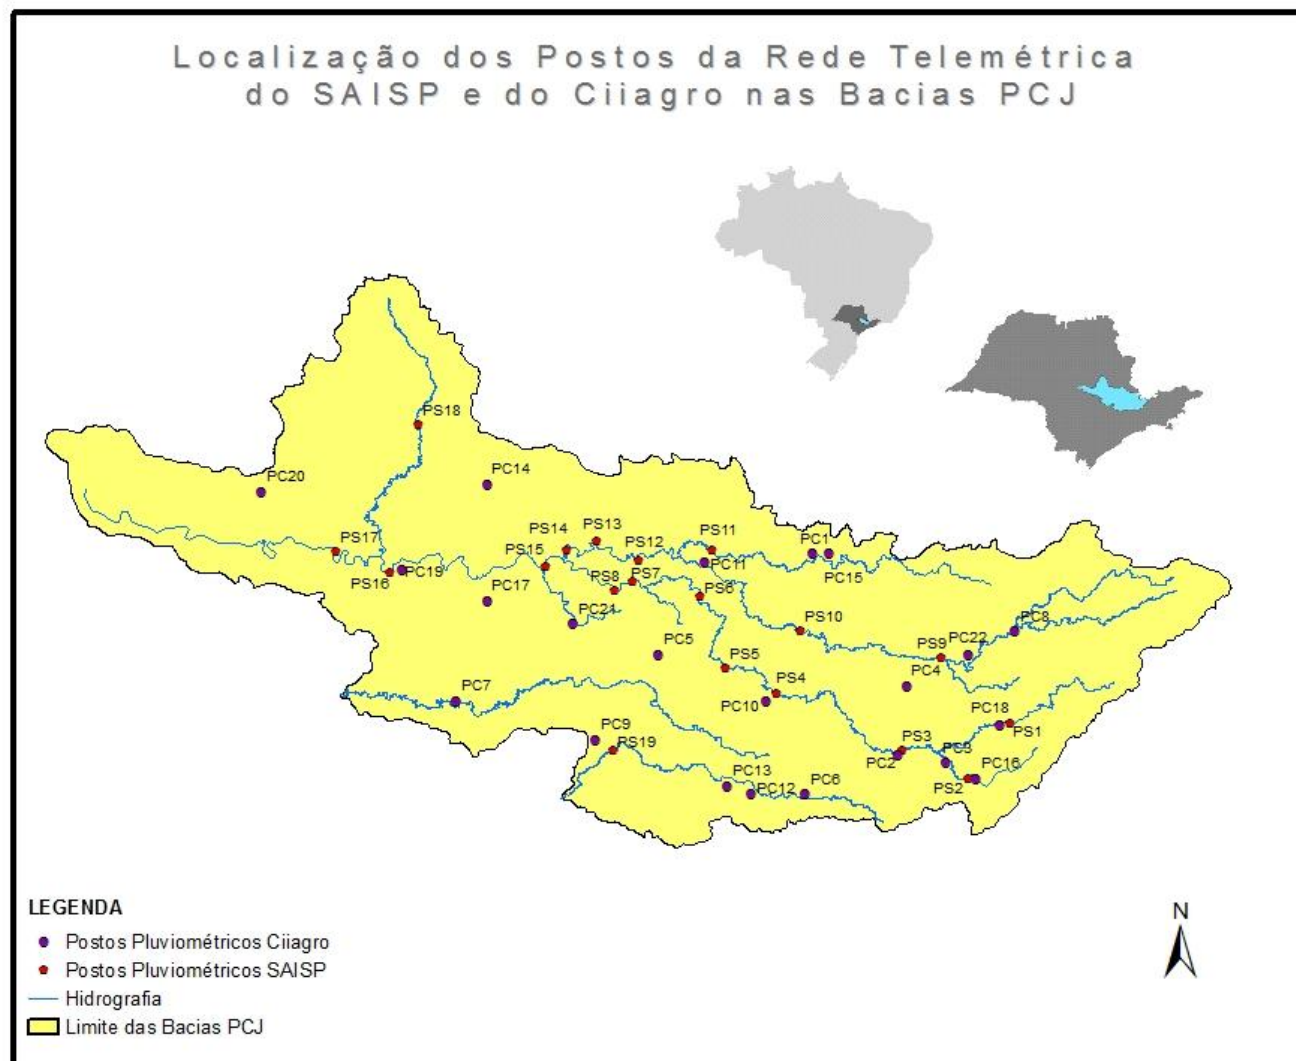 Localização dos Postos da Rede Telemétrica
do SAISP e do Ciiagro nas Bacias PCJ
PS18
PC14
PC20
PS13
PS14
PS11
PC1
PS17
PS12
PS15
PC11
PC15
PS16
PC19
PS8
PS7
PS6
PC17
PC21
PS10
PC8
PC5
PS9
PC22
PS5
PC4
PS4
PC7
PC10
PC18
PS1
PC9
PS19
PS3
PC2
PC3
PC13
PC12
PC6
PS2
PC16
LEGENDA
Postos Pluviométricos Ciiagro
Postos Pluviométricos SAISP
Hidrografia
Limite das Bacias PCJ
N